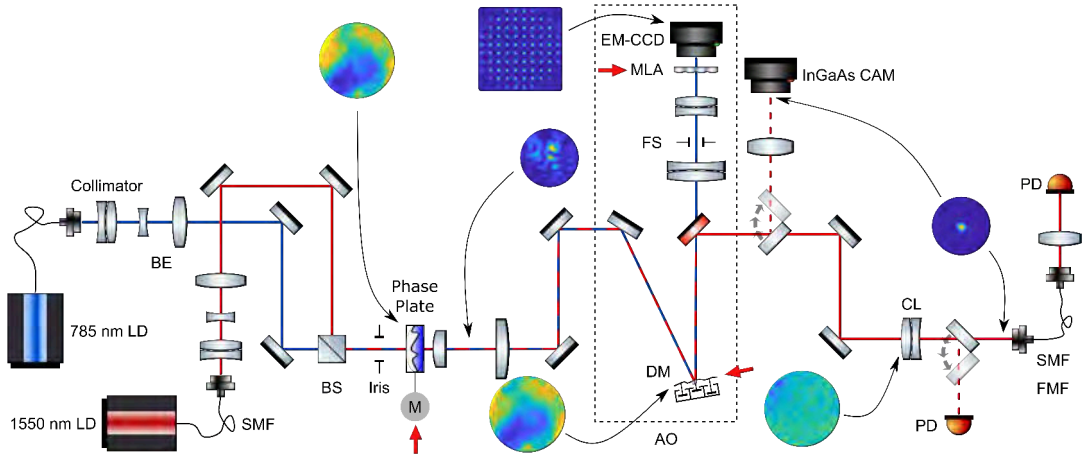 EM-CCD
MLA
InGaAs CAM
FS
PD
Collimator
BE
Phase
Plate
785 nm LD
CL
BS
Iris
DM
SMF
FMF
M
1550 nm LD
SMF
AO
PD